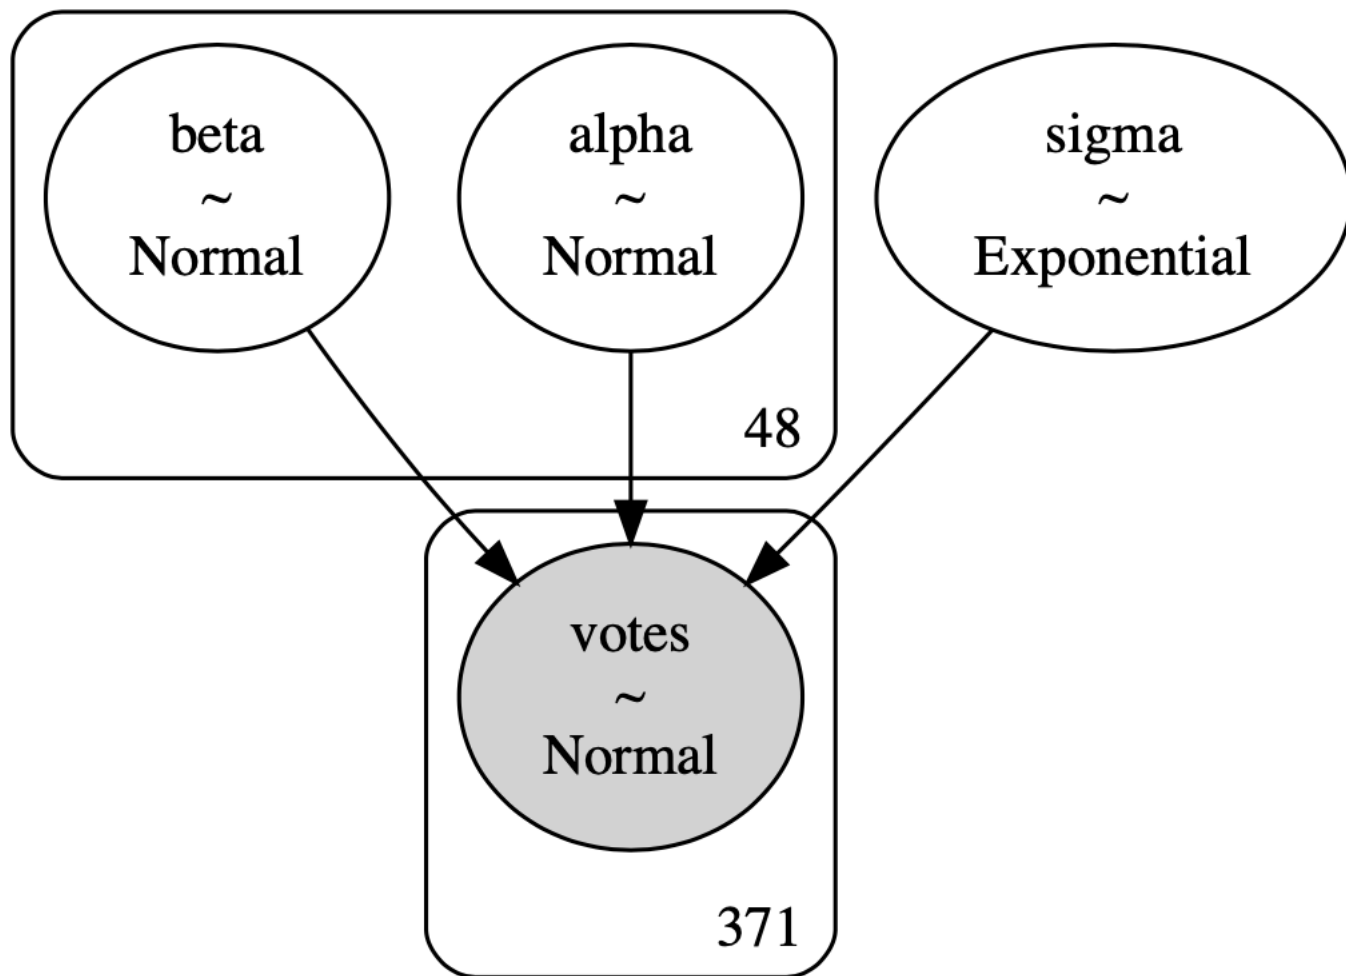 beta
~
Normal
alpha
~
Normal
sigma
~
Exponential
48
votes
~
Normal
371